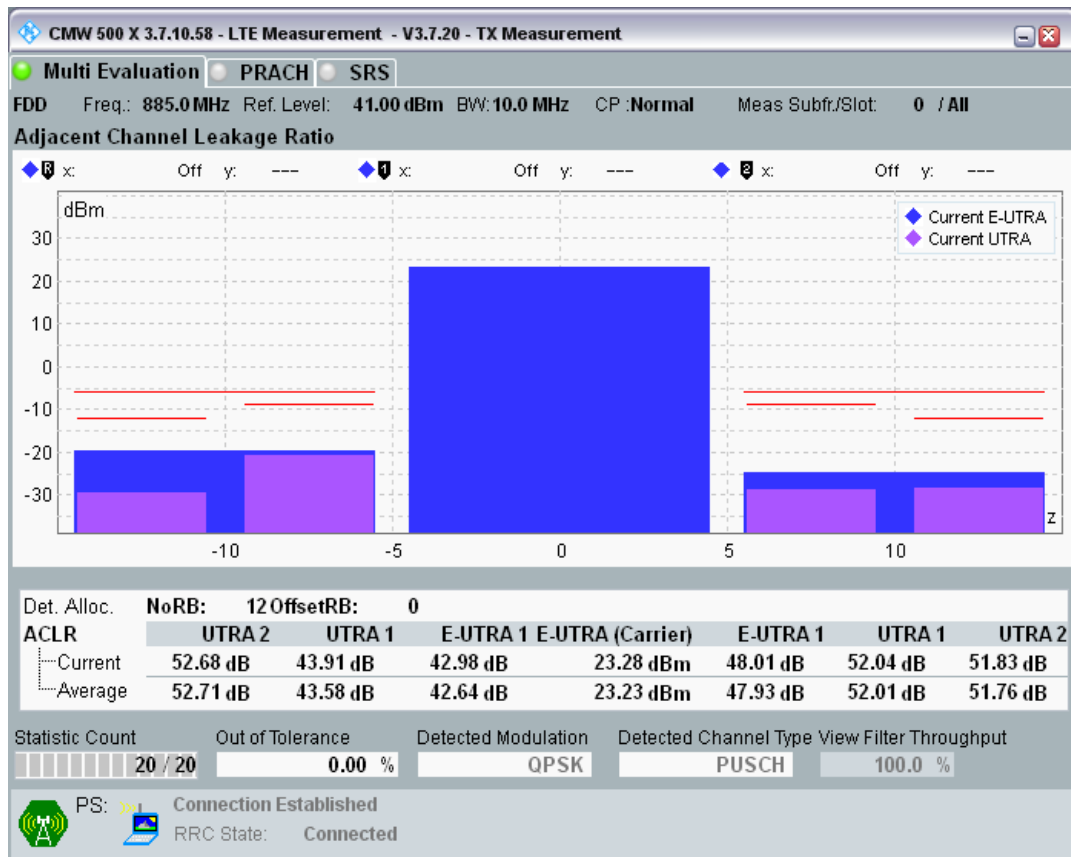 CMW 500 X 3.7.10.58 - LTE Measurement - V3.7.20 - TX Measurement
Multi Evaluation PRACH SRS
FDD Freq.: 885.0 MHz Ref. Level: 41.00 dBm BW: 10.0 MHz CP :Normal Meas Subfr./Slot: 0 / All
Adjacent Channel Leakage Ratio
R x: Off y: --- 1 x: Off y: --- 2 x: Off y: ---
dBm
Current E-UTRA
Current UTRA
30
20
10
0
-10
-20
-30
z
-10 -5 0 5 10
Det. Alloc. NoRB: 12 OffsetRB: 0
ACLR UTRA 2 UTRA 1 E-UTRA 1 E-UTRA (Carrier) E-UTRA 1 UTRA 1 UTRA 2
Current 52.68 dB 43.91 dB 42.98 dB 23.28 dBm 48.01 dB 52.04 dB 51.83 dB
Average 52.71 dB 43.58 dB 42.64 dB 23.23 dBm 47.93 dB 52.01 dB 51.76 dB
Statistic Count Out of Tolerance Detected Modulation Detected Channel Type View Filter Throughput
20 / 20 0.00 % QPSK PUSCH 100.0 %
PS: Connection Established
RRC State: Connected